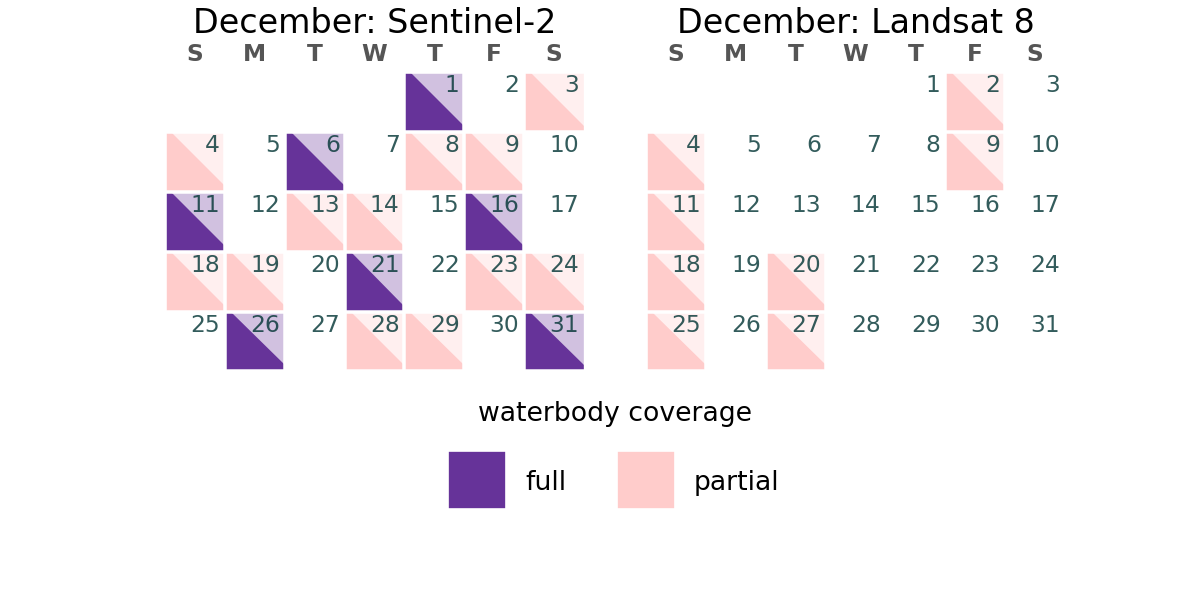 December: Sentinel-2
S M T W T F S
1 2 3
4 5 6 7 8 9 10
11 12 13 14 15 16 17
18 19 20 21 22 23 24
25 26 27 28 29 30 31
December: Landsat 8
S M T W T F S
1 2 3
4 5 6 7 8 9 10
11 12 13 14 15 16 17
18 19 20 21 22 23 24
25 26 27 28 29 30 31
waterbody coverage
full
partial